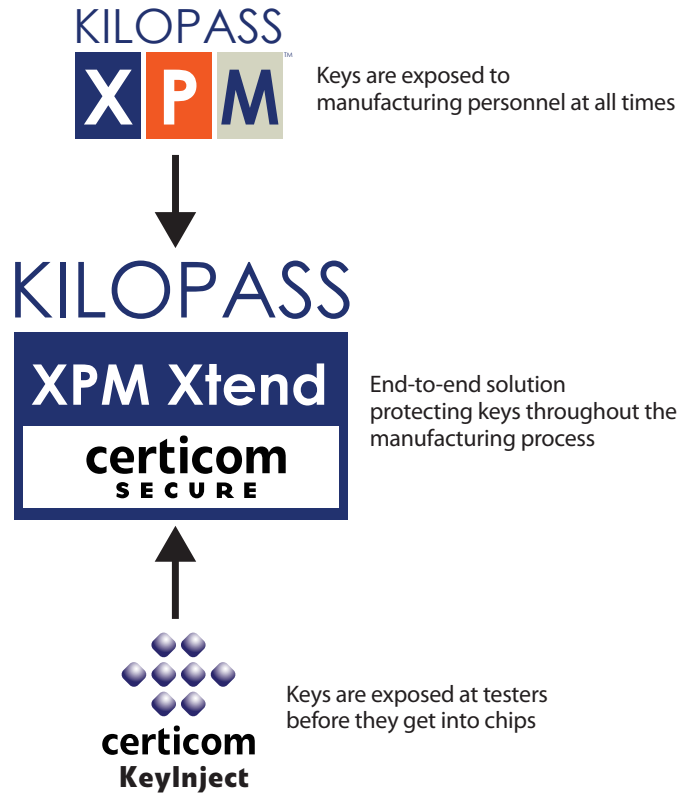 KILOPASS
XPM™
Keys are exposed to
manufacturing personnel at all times
KILOPASS
XPM Xtend
certicom
SECURE
End-to-end solution
protecting keys throughout the
manufacturing process
certicom
KeyInject
Keys are exposed at testers
before they get into chips